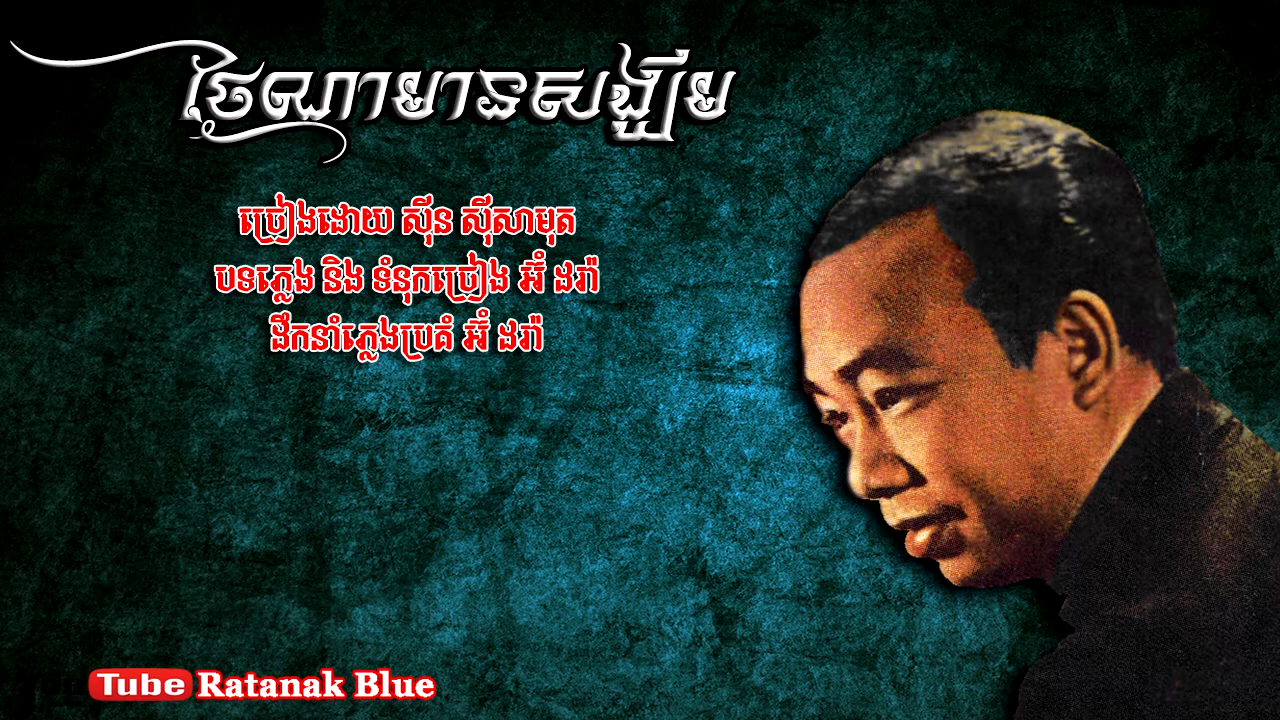 ថ្ងៃណាមានសង្ឃឹម
ច្រៀងដោយ ស៊ីន ស៊ីសាមុត
បទភ្លេង និង ទំនុកច្រៀង អ៊ំ ដរ៉ា
ដឹកនាំភ្លេងប្រគំ អ៊ំ ដរ៉ា
Tube Ratanak Blue